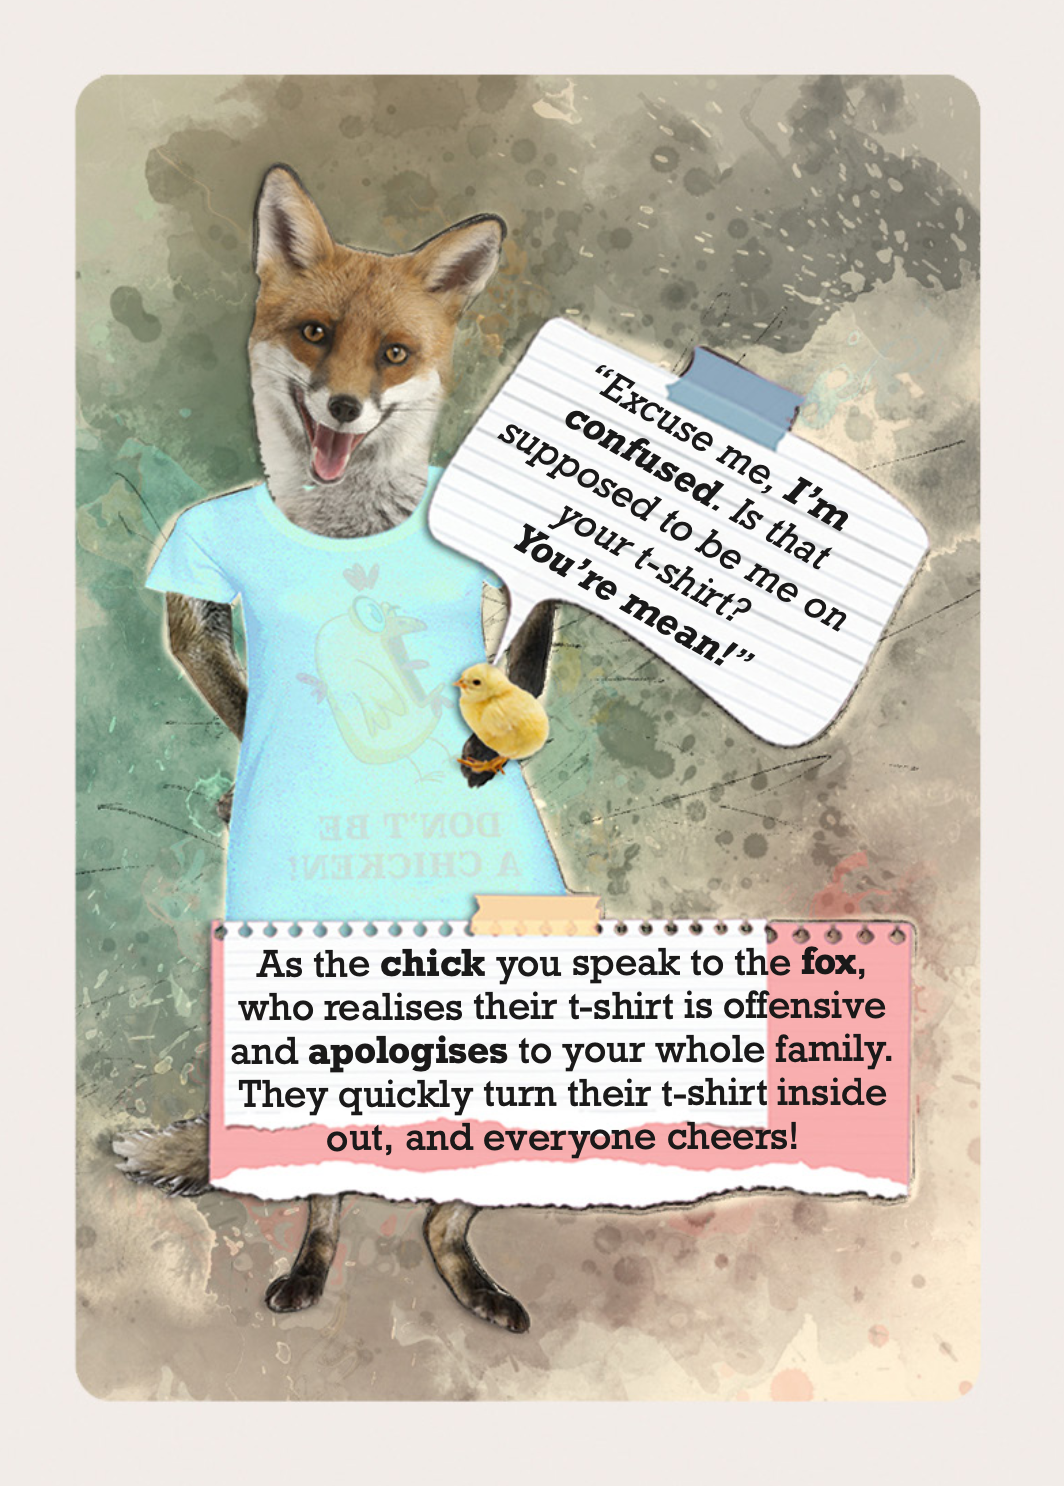 “Excuse me, I’m
confused. Is that
supposed to be me on
your t-shirt?
You’re mean!”
DON'T BE
A CHICKEN!
As the chick you speak to the fox,
who realises their t-shirt is offensive
and apologises to your whole family.
They quickly turn their t-shirt inside
out, and everyone cheers!